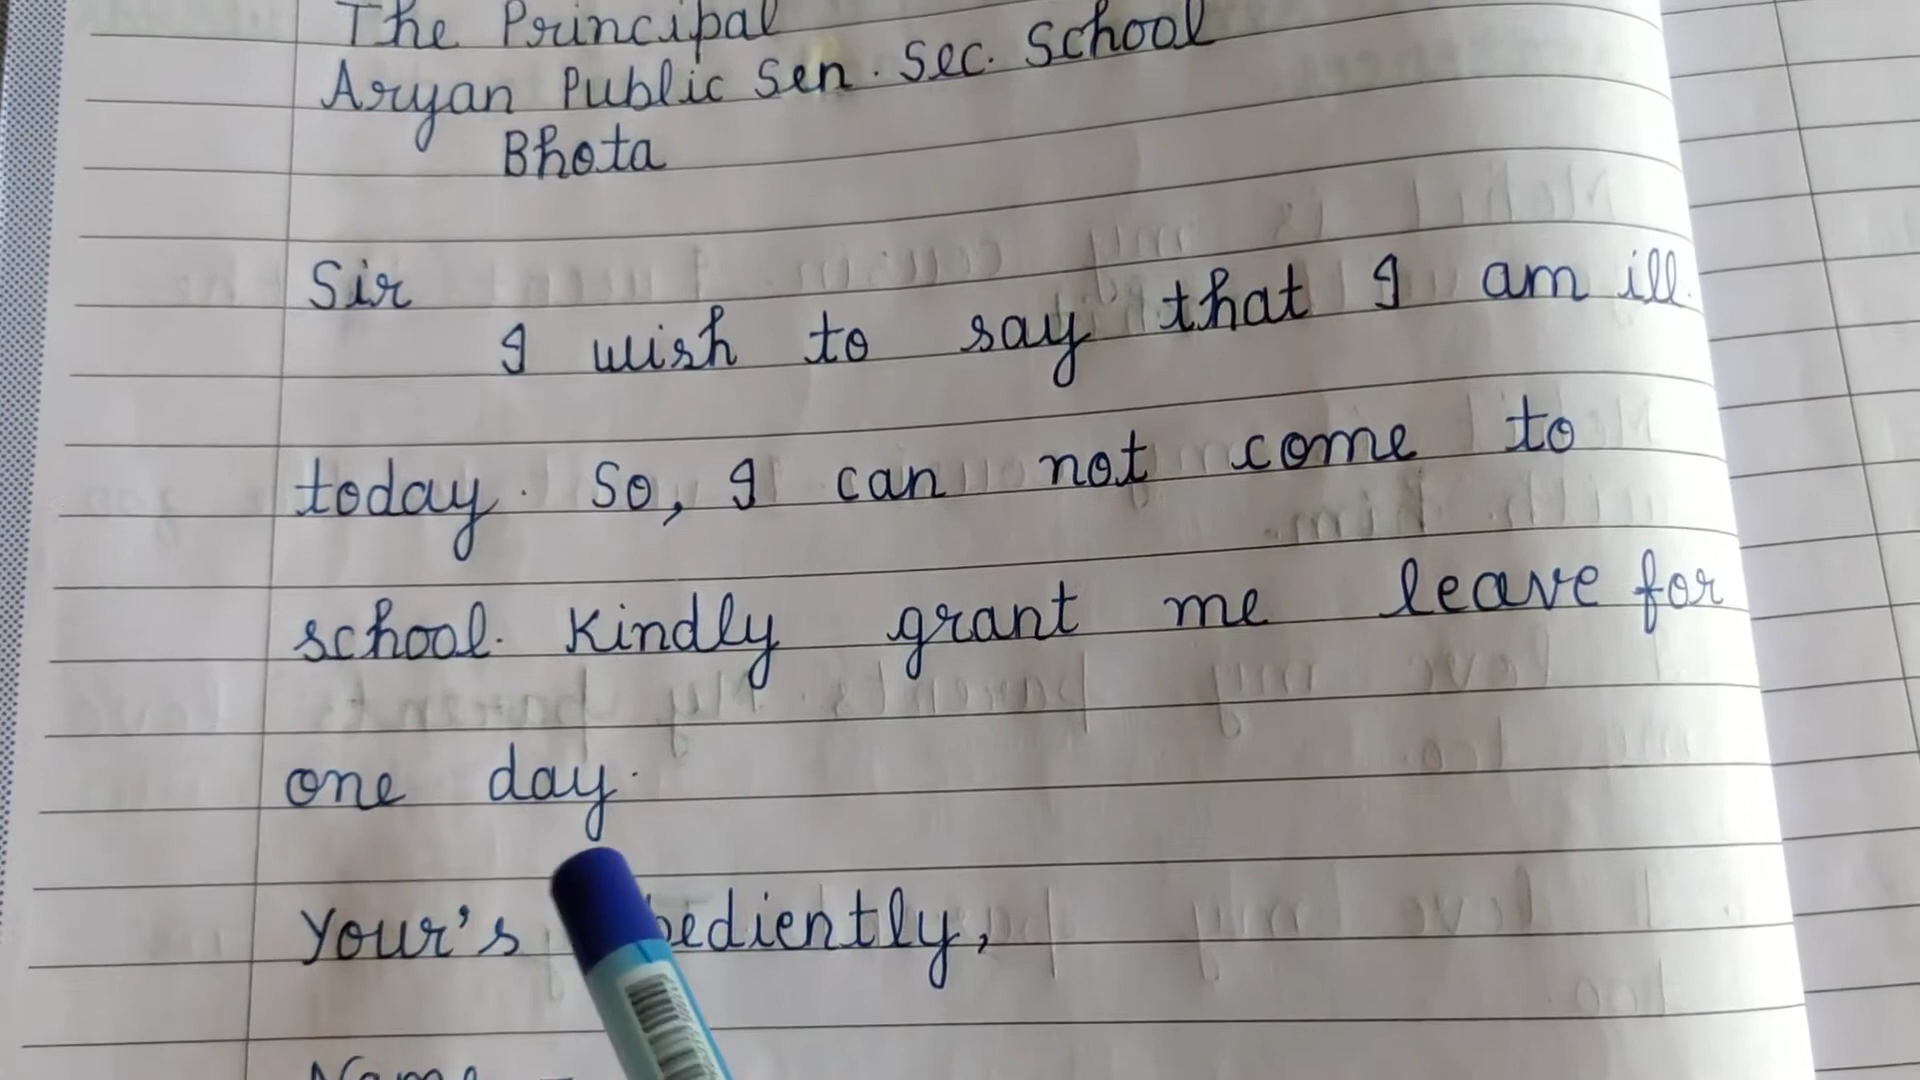 The Principal
Aryan Public Sen. Sec. School
Bhota
Sir
I wish to say that I am ill
today. So, I can not come to
school. Kindly grant me leave for
one day.
Your's bediently,
Name -